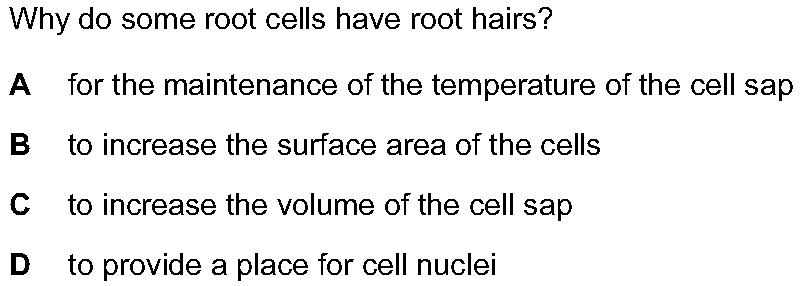 Why do some root cells have root hairs?
A for the maintenance of the temperature of the cell sap
B to increase the surface area of the cells
C to increase the volume of the cell sap
D to provide a place for cell nuclei